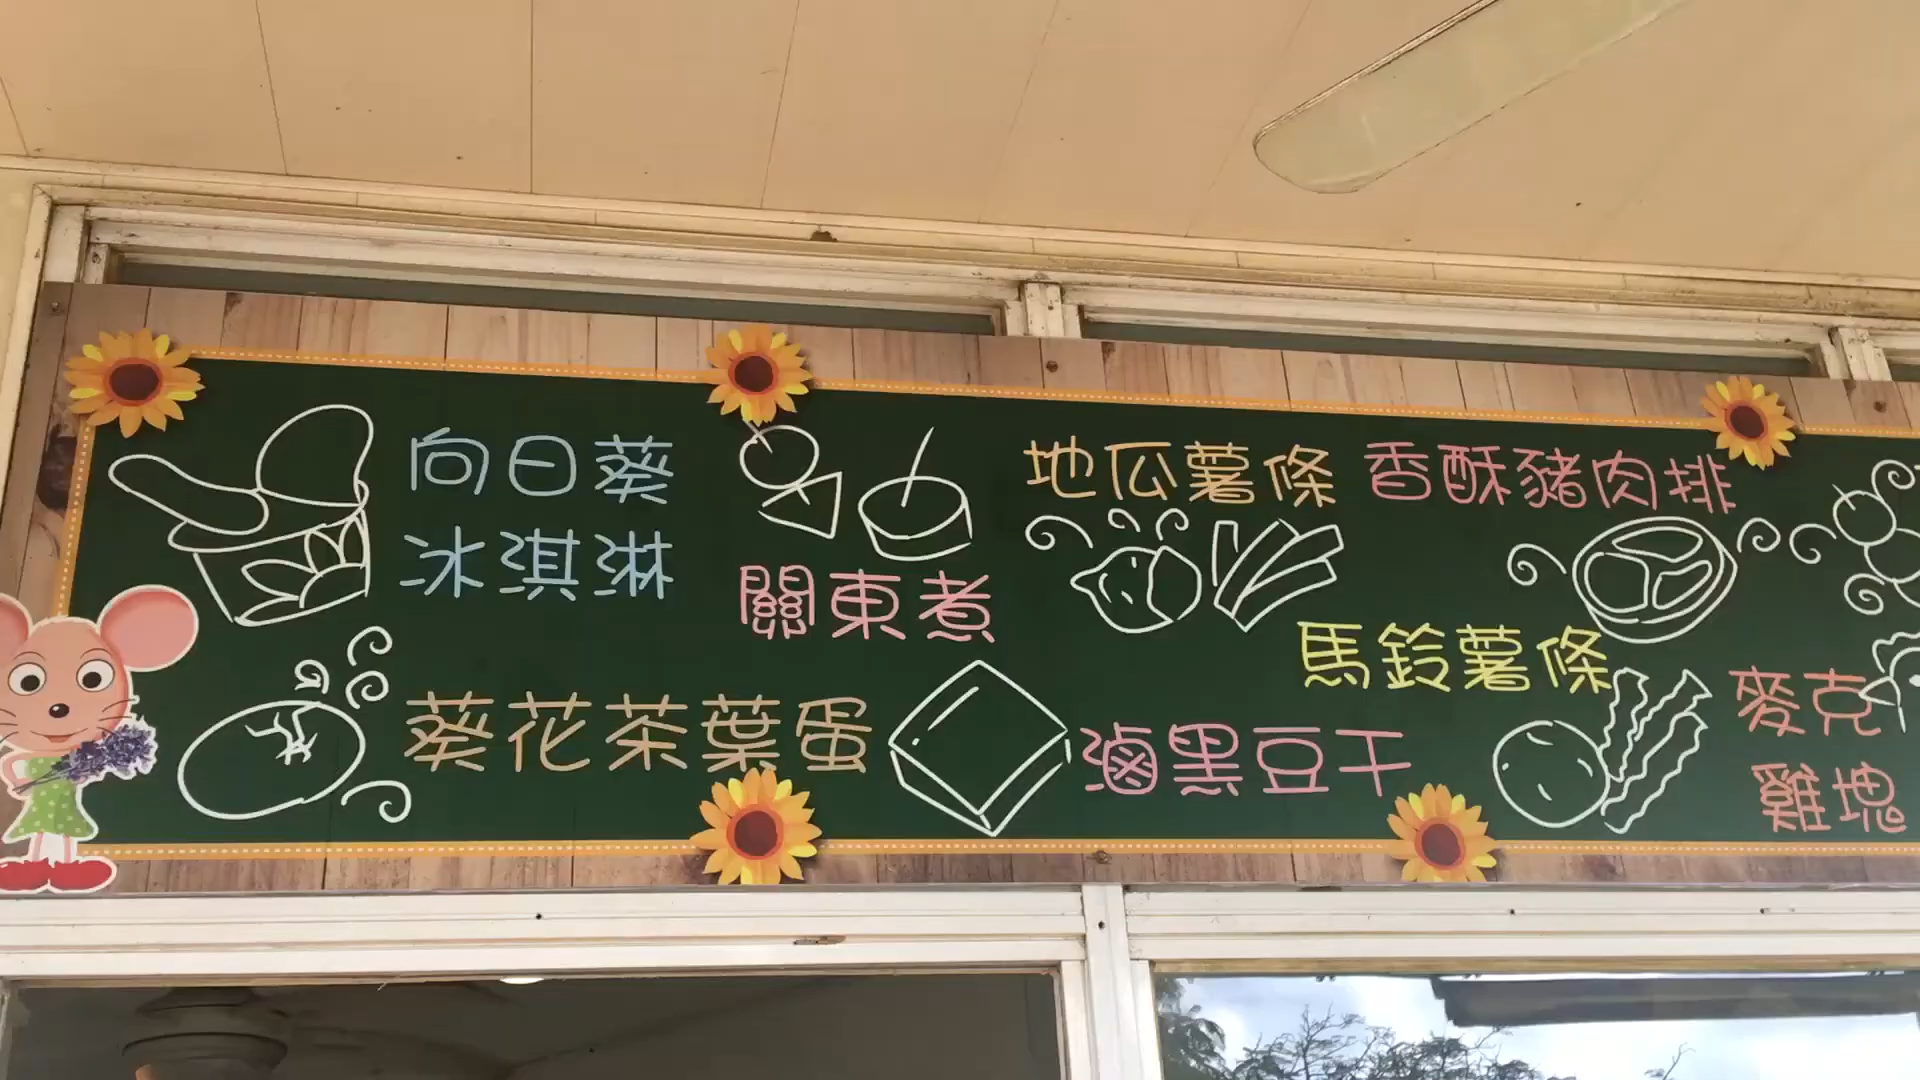 向日葵
冰淇淋
關東煮
地瓜薯條
香酥豬肉排
馬鈴薯條
葵花茶葉蛋
滷黑豆干
麥克
雞塊